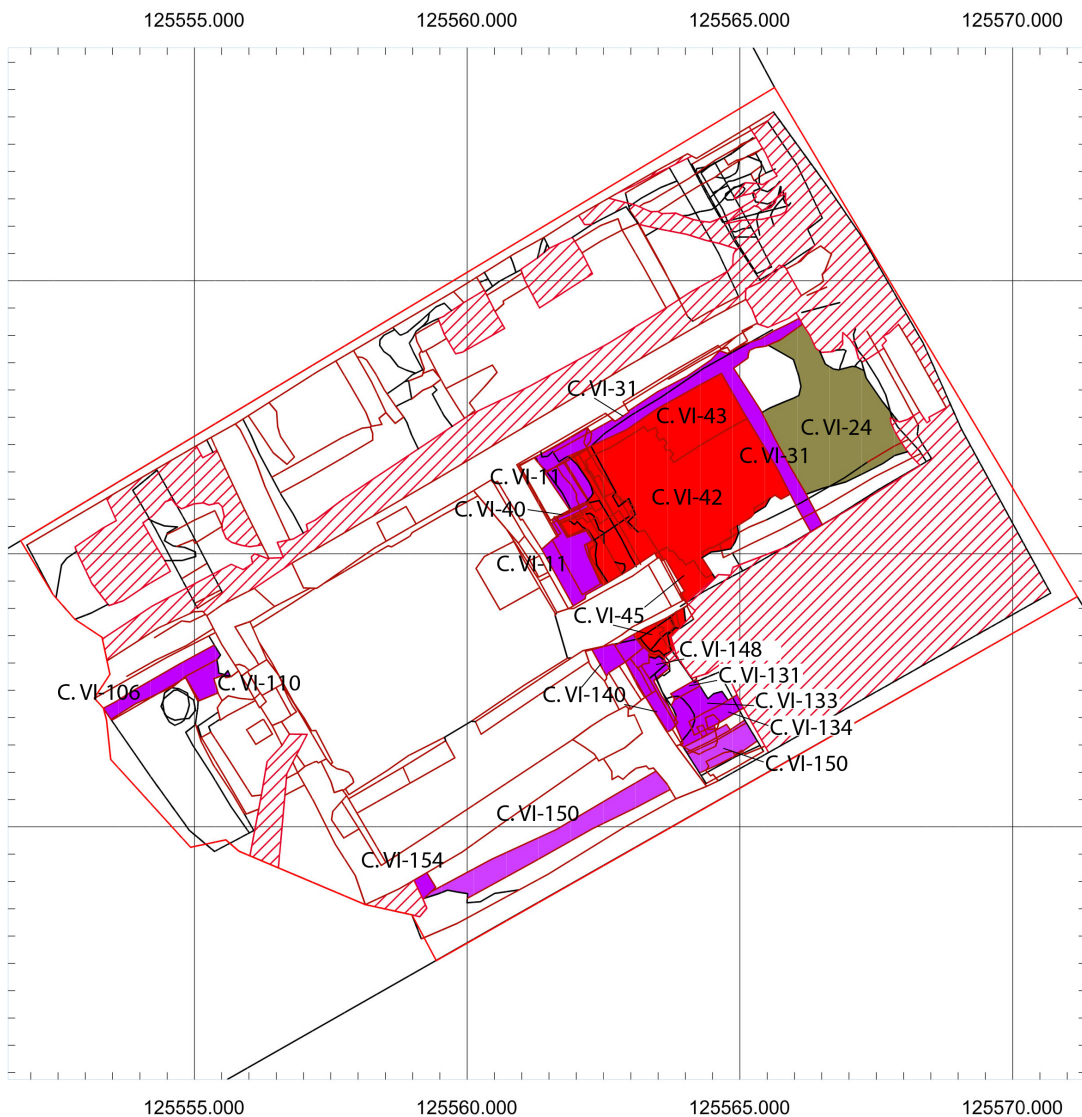 125555.000 125560.000 125565.000 125570.000
C. VI-31
C. VI-43
C. VI-24
C. VI-31
C. VI-11
C. VI-42
C. VI-40
C. VI-11
C. VI-45
C. VI-148
C. VI-131
C. VI-110
C. VI-106
C. VI-140
C. VI-133
C. VI-134
C. VI-150
C. VI-150
C. VI-154
125555.000 125560.000 125565.000 125570.000